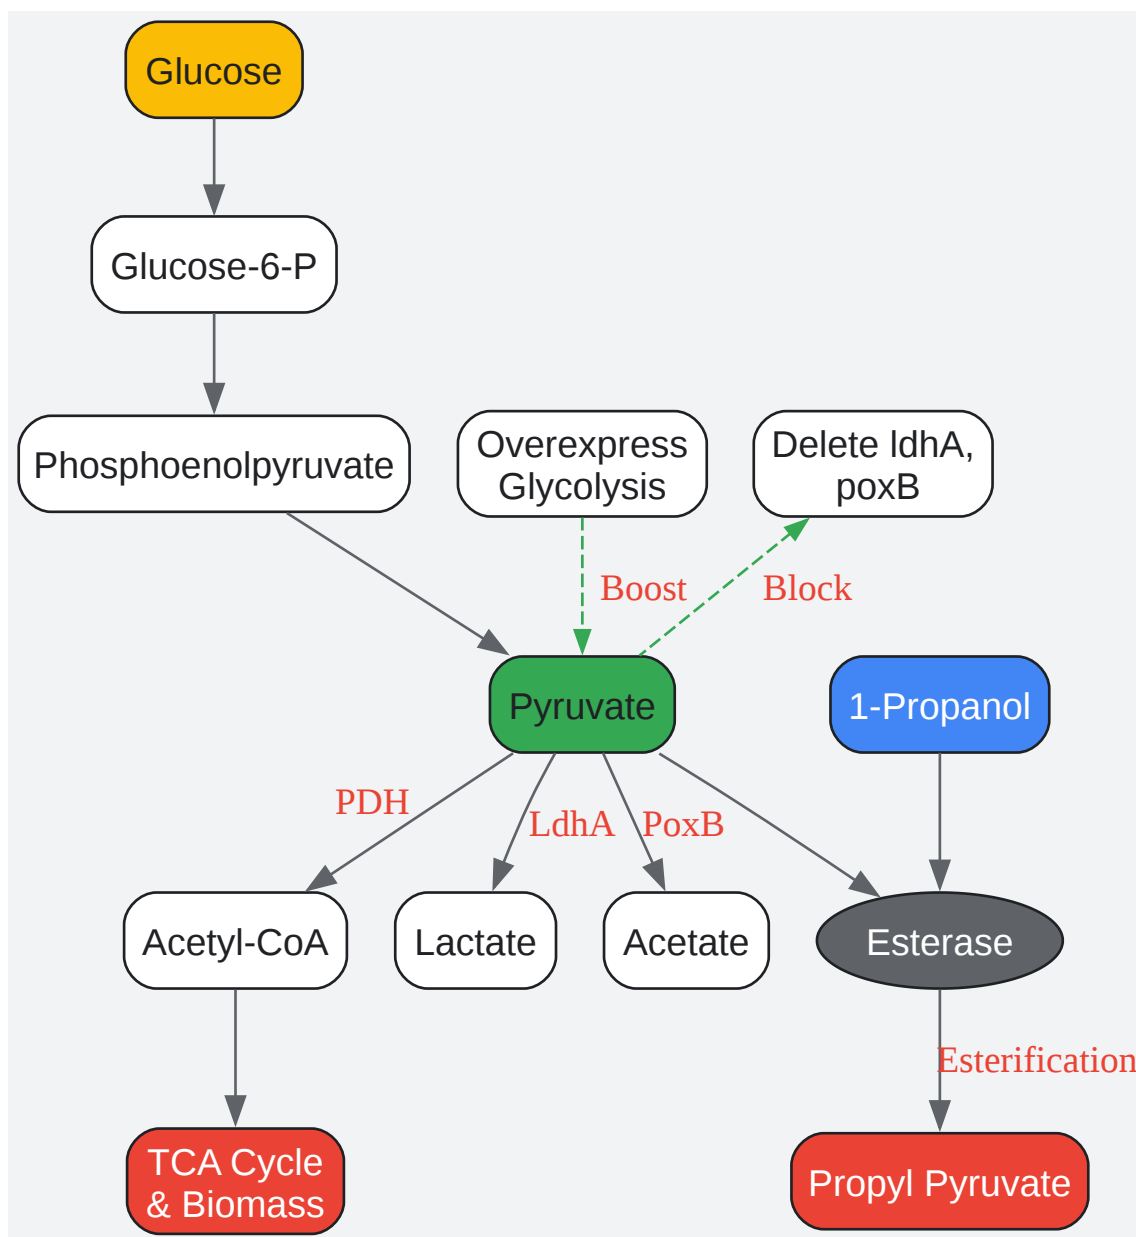 Glucose
Glucose-6-P
Phosphoenolpyruvate
Overexpress
Glycolysis
Delete ldhA,
poxB
Boost
Block
Pyruvate
1-Propanol
PDH
LdhA
PoxB
Acetyl-CoA
Lactate
Acetate
Esterase
Esterification
TCA Cycle
& Biomass
Propyl Pyruvate